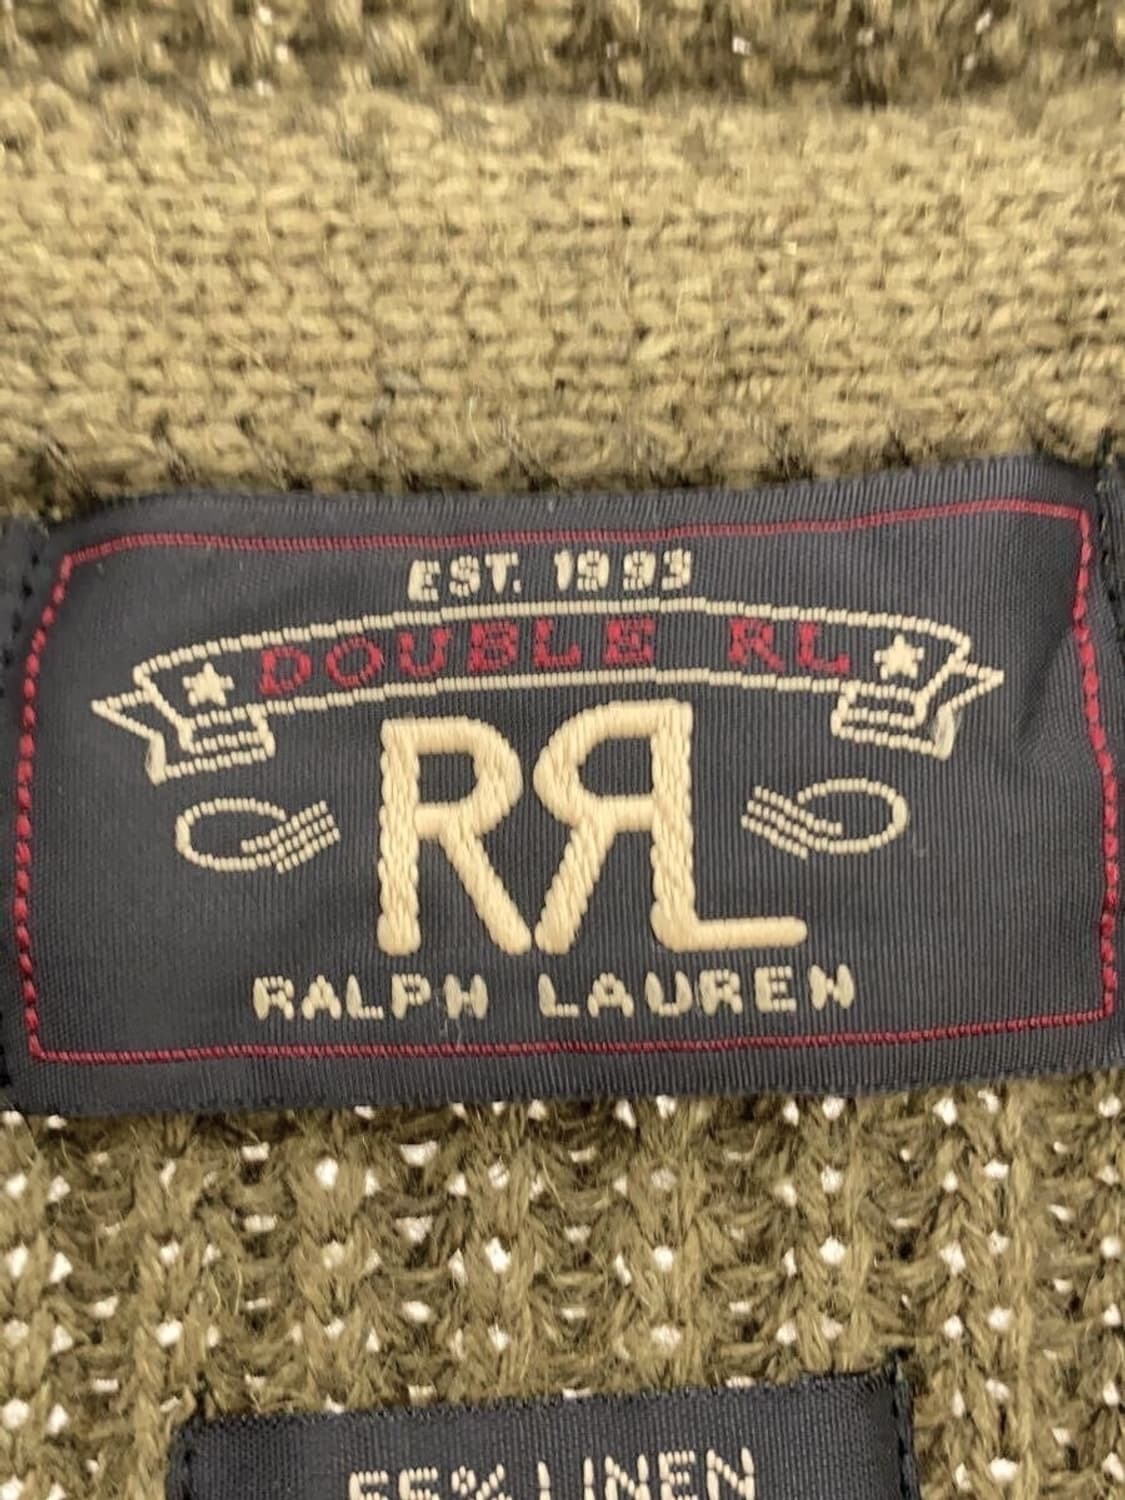 EST. 1993
DOUBLE RL
RRL
RALPH LAUREN
55% LINEN